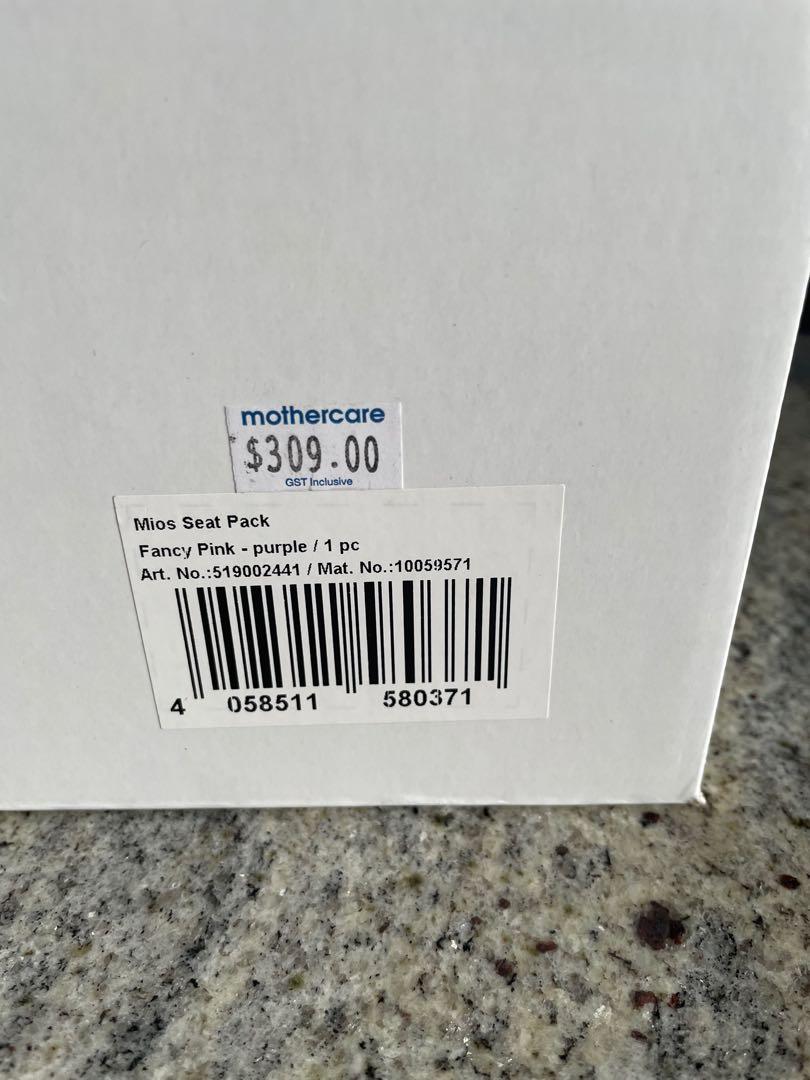 mothercare
$309.00
GST Inclusive
Mios Seat Pack
Fancy Pink - purple / 1 pc
Art. No.:519002441 / Mat. No.:10059571
4 058511 580371